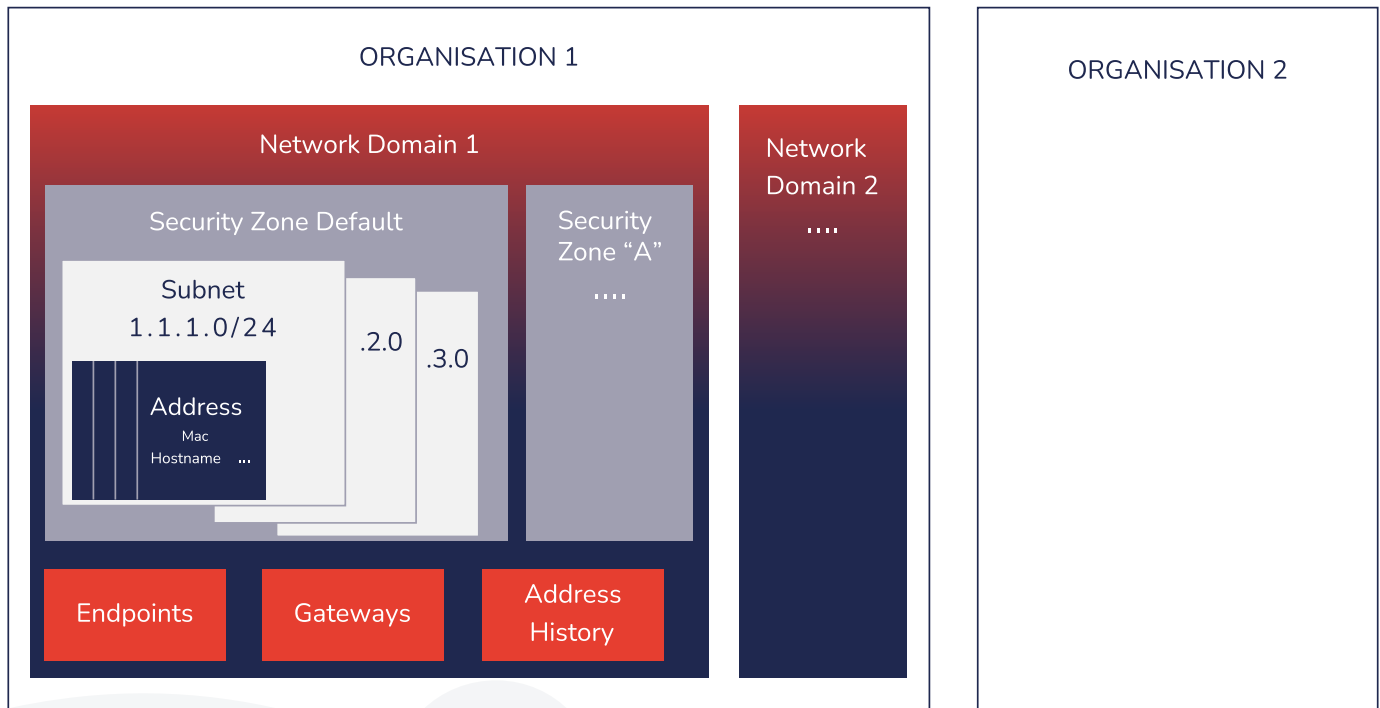 ORGANISATION 1
Network Domain 1
Security Zone Default
Subnet
1.1.1.0/24
.2.0
.3.0
Address
Mac
Hostname ...
Security
Zone “A”
....
Endpoints
Gateways
Address
History
Network
Domain 2
....
ORGANISATION 2